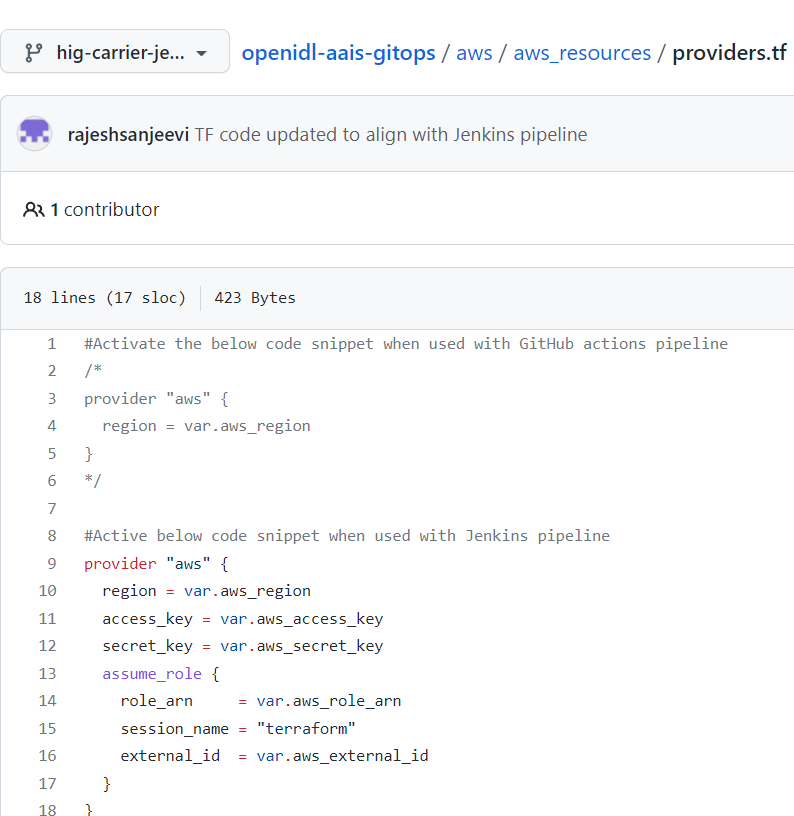 hig-carrier-je... openidl-aais-gitops / aws / aws_resources / providers.tf
rajeshsanjeevi TF code updated to align with Jenkins pipeline
1 contributor
18 lines (17 sloc) 423 Bytes
1 #Activate the below code snippet when used with GitHub actions pipeline
2 /*
3 provider "aws" {
4   region = var.aws_region
5 }
6 */
7
8 #Active below code snippet when used with Jenkins pipeline
9 provider "aws" {
10   region = var.aws_region
11   access_key = var.aws_access_key
12   secret_key = var.aws_secret_key
13   assume_role {
14     role_arn     = var.aws_role_arn
15     session_name = "terraform"
16     external_id  = var.aws_external_id
17   }
18 }